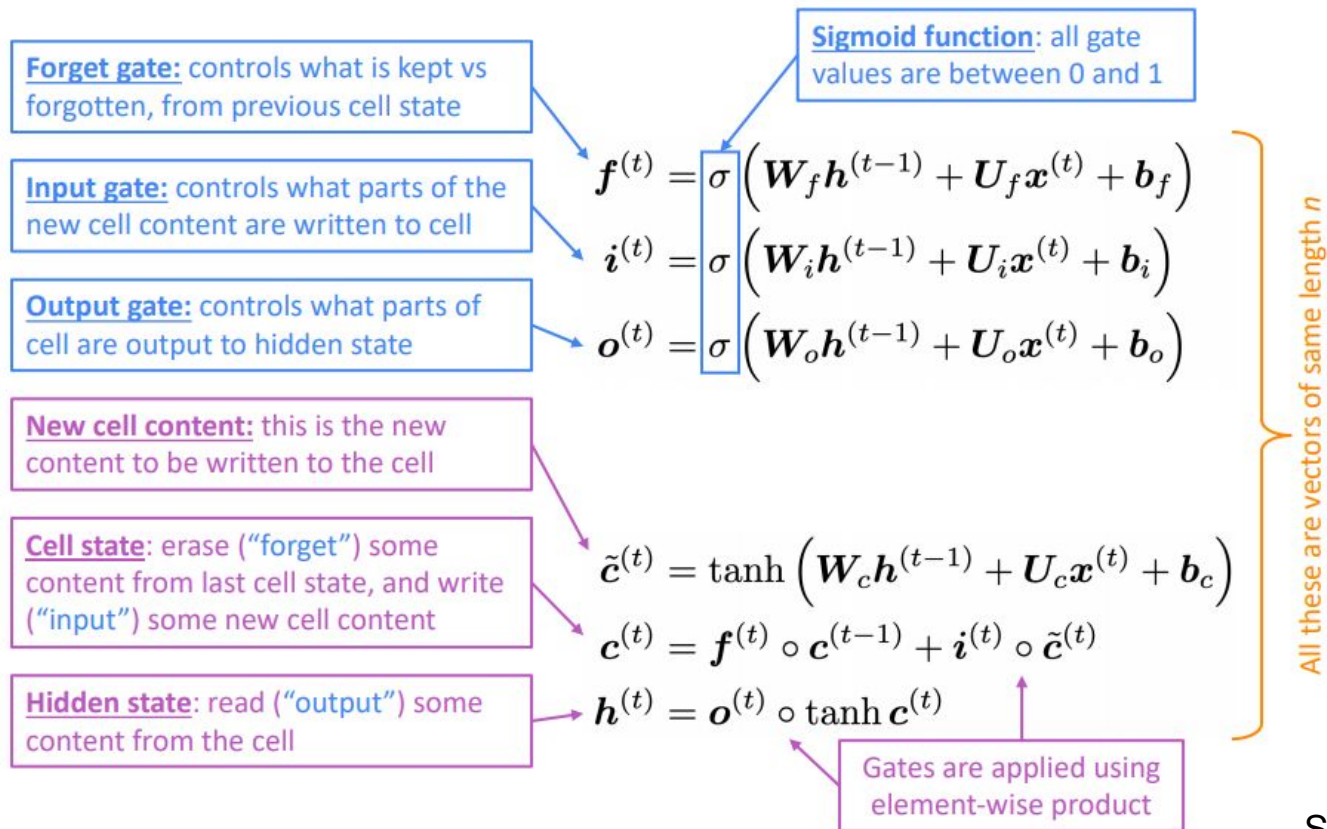 Sigmoid function: all gate
values are between 0 and 1
Forget gate: controls what is kept vs
forgotten, from previous cell state
f^{(t)} = σ(W_f h^{(t−1)} + U_f x^{(t)} + b_f)
Input gate: controls what parts of the
new cell content are written to cell
i^{(t)} = σ(W_i h^{(t−1)} + U_i x^{(t)} + b_i)
Output gate: controls what parts of
cell are output to hidden state
o^{(t)} = σ(W_o h^{(t−1)} + U_o x^{(t)} + b_o)
New cell content: this is the new
content to be written to the cell
c̃^{(t)} = tanh(W_c h^{(t−1)} + U_c x^{(t)} + b_c)
Cell state: erase (“forget”) some
content from last cell state, and write
(“input”) some new cell content
c^{(t)} = f^{(t)} ∘ c^{(t−1)} + i^{(t)} ∘ c̃^{(t)}
Hidden state: read (“output”) some
content from the cell
h^{(t)} = o^{(t)} ∘ tanh c^{(t)}
Gates are applied using
element-wise product
All these are vectors of same length n
S